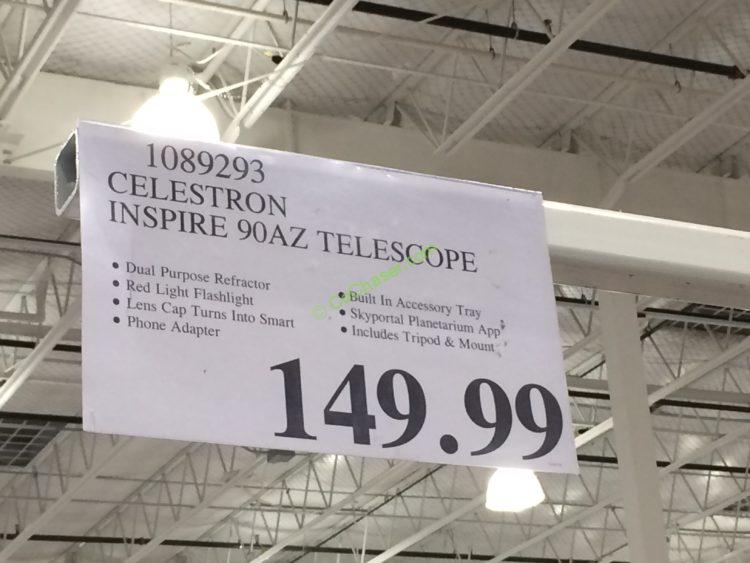 1089293
CELESTRON
INSPIRE 90AZ TELESCOPE
• Dual Purpose Refractor
• Red Light Flashlight
• Lens Cap Turns Into Smart
• Phone Adapter
• Built In Accessory Tray
• Skyportal Planetarium App
• Includes Tripod & Mount
149.99